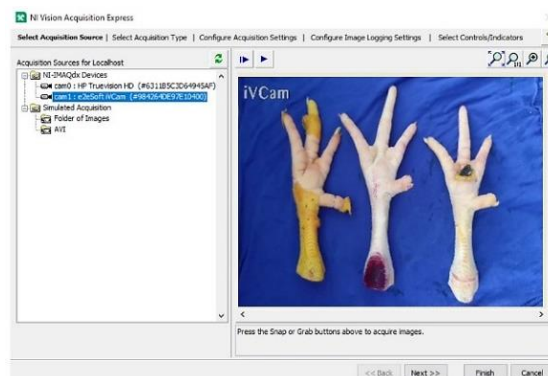 NI Vision Acquisition Express
Select Acquisition Source | Select Acquisition Type | Configure Acquisition Settings | Configure Image Logging Settings | Select Controls/Indicators
Acquisition Sources for Localhost
NI-IMAQdx Devices
cam0 : HP Truevision HD (#6311B5C3D64945AF)
cam1 : e2eSoft iVCam (#984264DE97E10400)
Simulated Acquisition
Folder of Images
AVI
iVCam
Press the Snap or Grab buttons above to acquire images.
<< Back
Next >>
Finish
Cancel